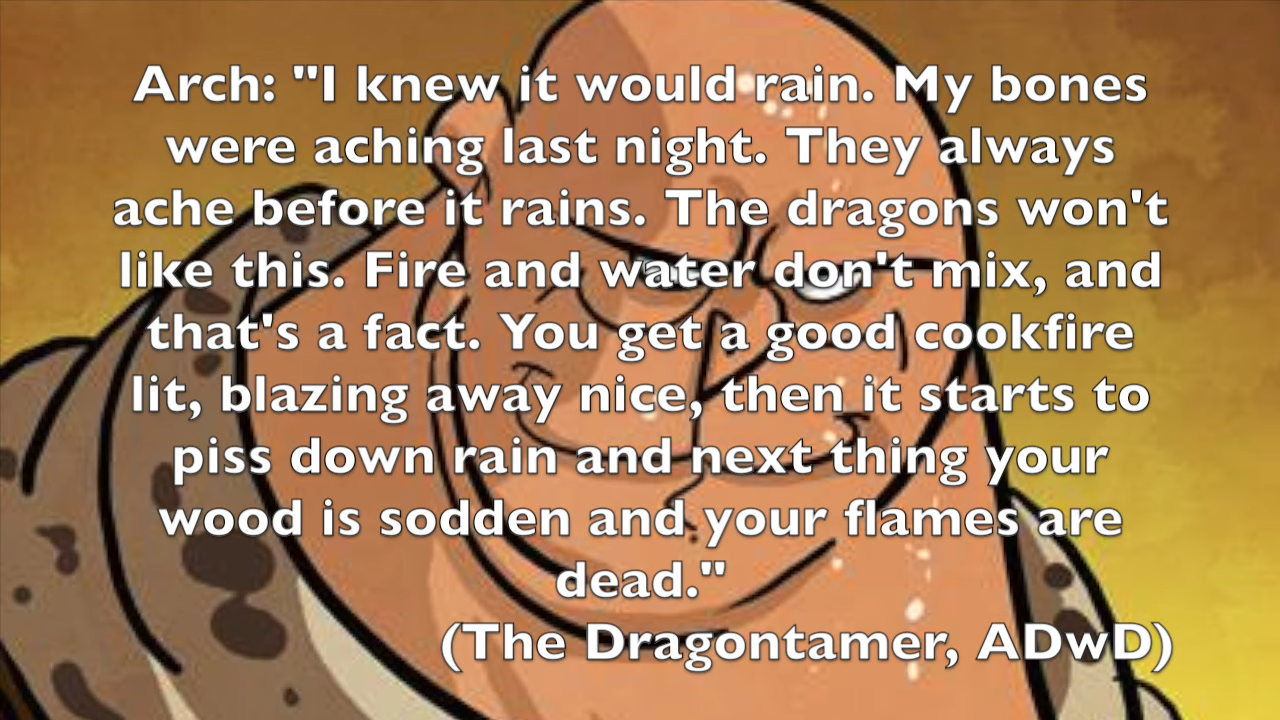 Arch: "I knew it would rain. My bones
were aching last night. They always
ache before it rains. The dragons won't
like this. Fire and water don't mix, and
that's a fact. You get a good cookfire
lit, blazing away nice, then it starts to
piss down rain and next thing your
wood is sodden and your flames are
dead."
(The Dragontamer, ADwD)